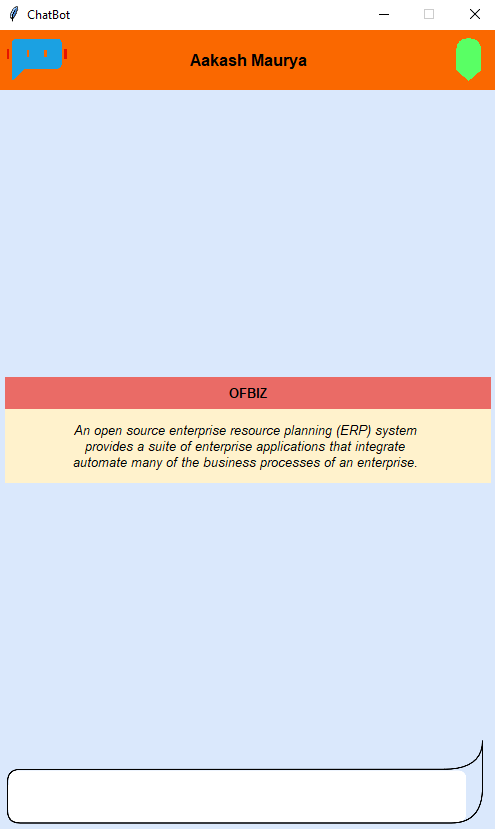 ChatBot
Aakash Maurya
OFBIZ
An open source enterprise resource planning (ERP) system
provides a suite of enterprise applications that integrate
automate many of the business processes of an enterprise.